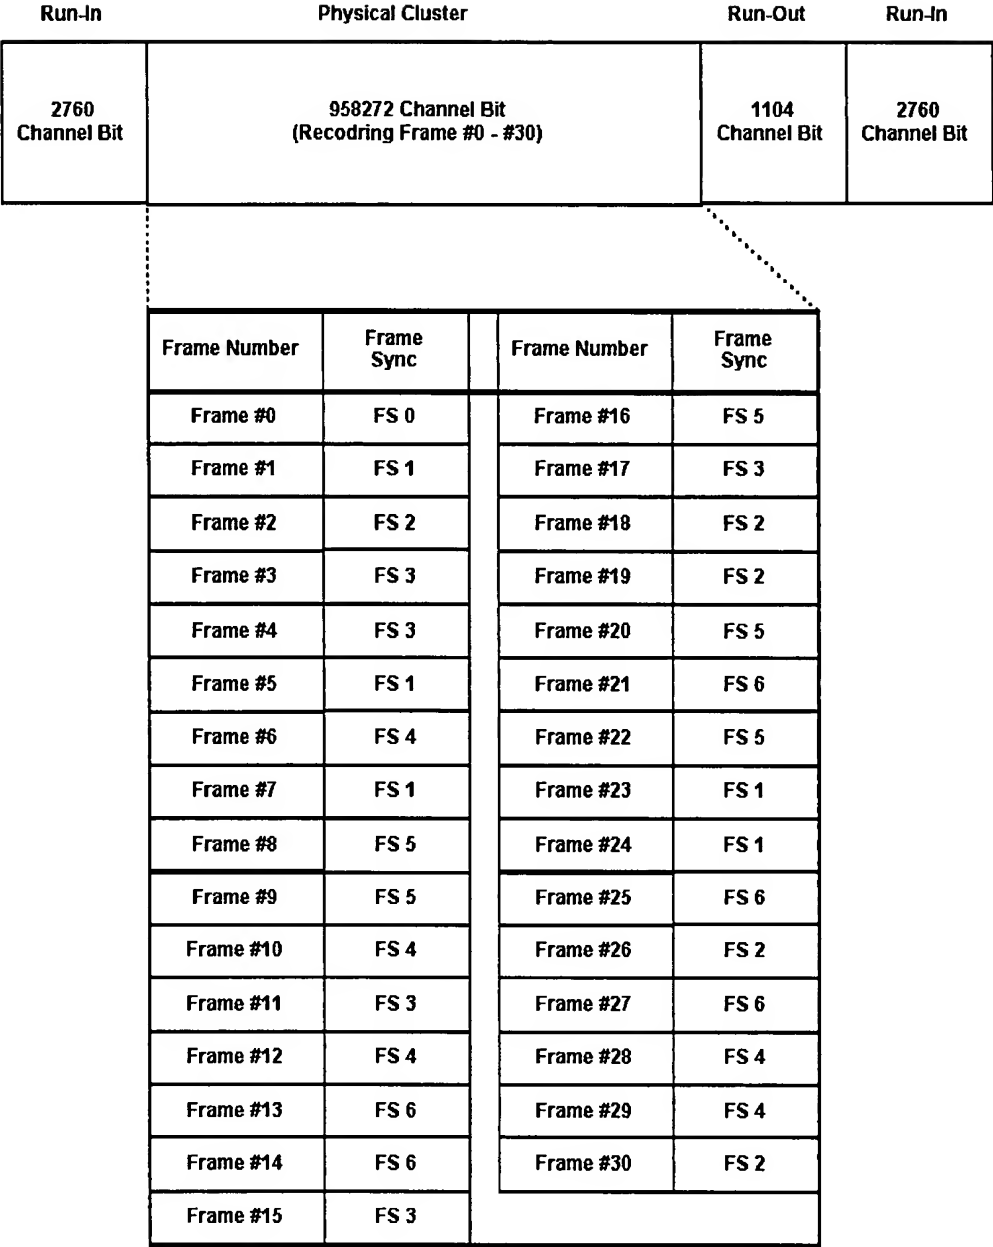 Run-In Physical Cluster Run-Out Run-In
2760 Channel Bit
958272 Channel Bit
(Recodring Frame #0 - #30)
1104 Channel Bit
2760 Channel Bit
Frame Number Frame Sync Frame Number Frame Sync
Frame #0 FS 0 Frame #16 FS 5
Frame #1 FS 1 Frame #17 FS 3
Frame #2 FS 2 Frame #18 FS 2
Frame #3 FS 3 Frame #19 FS 2
Frame #4 FS 3 Frame #20 FS 5
Frame #5 FS 1 Frame #21 FS 6
Frame #6 FS 4 Frame #22 FS 5
Frame #7 FS 1 Frame #23 FS 1
Frame #8 FS 5 Frame #24 FS 1
Frame #9 FS 5 Frame #25 FS 6
Frame #10 FS 4 Frame #26 FS 2
Frame #11 FS 3 Frame #27 FS 6
Frame #12 FS 4 Frame #28 FS 4
Frame #13 FS 6 Frame #29 FS 4
Frame #14 FS 6 Frame #30 FS 2
Frame #15 FS 3